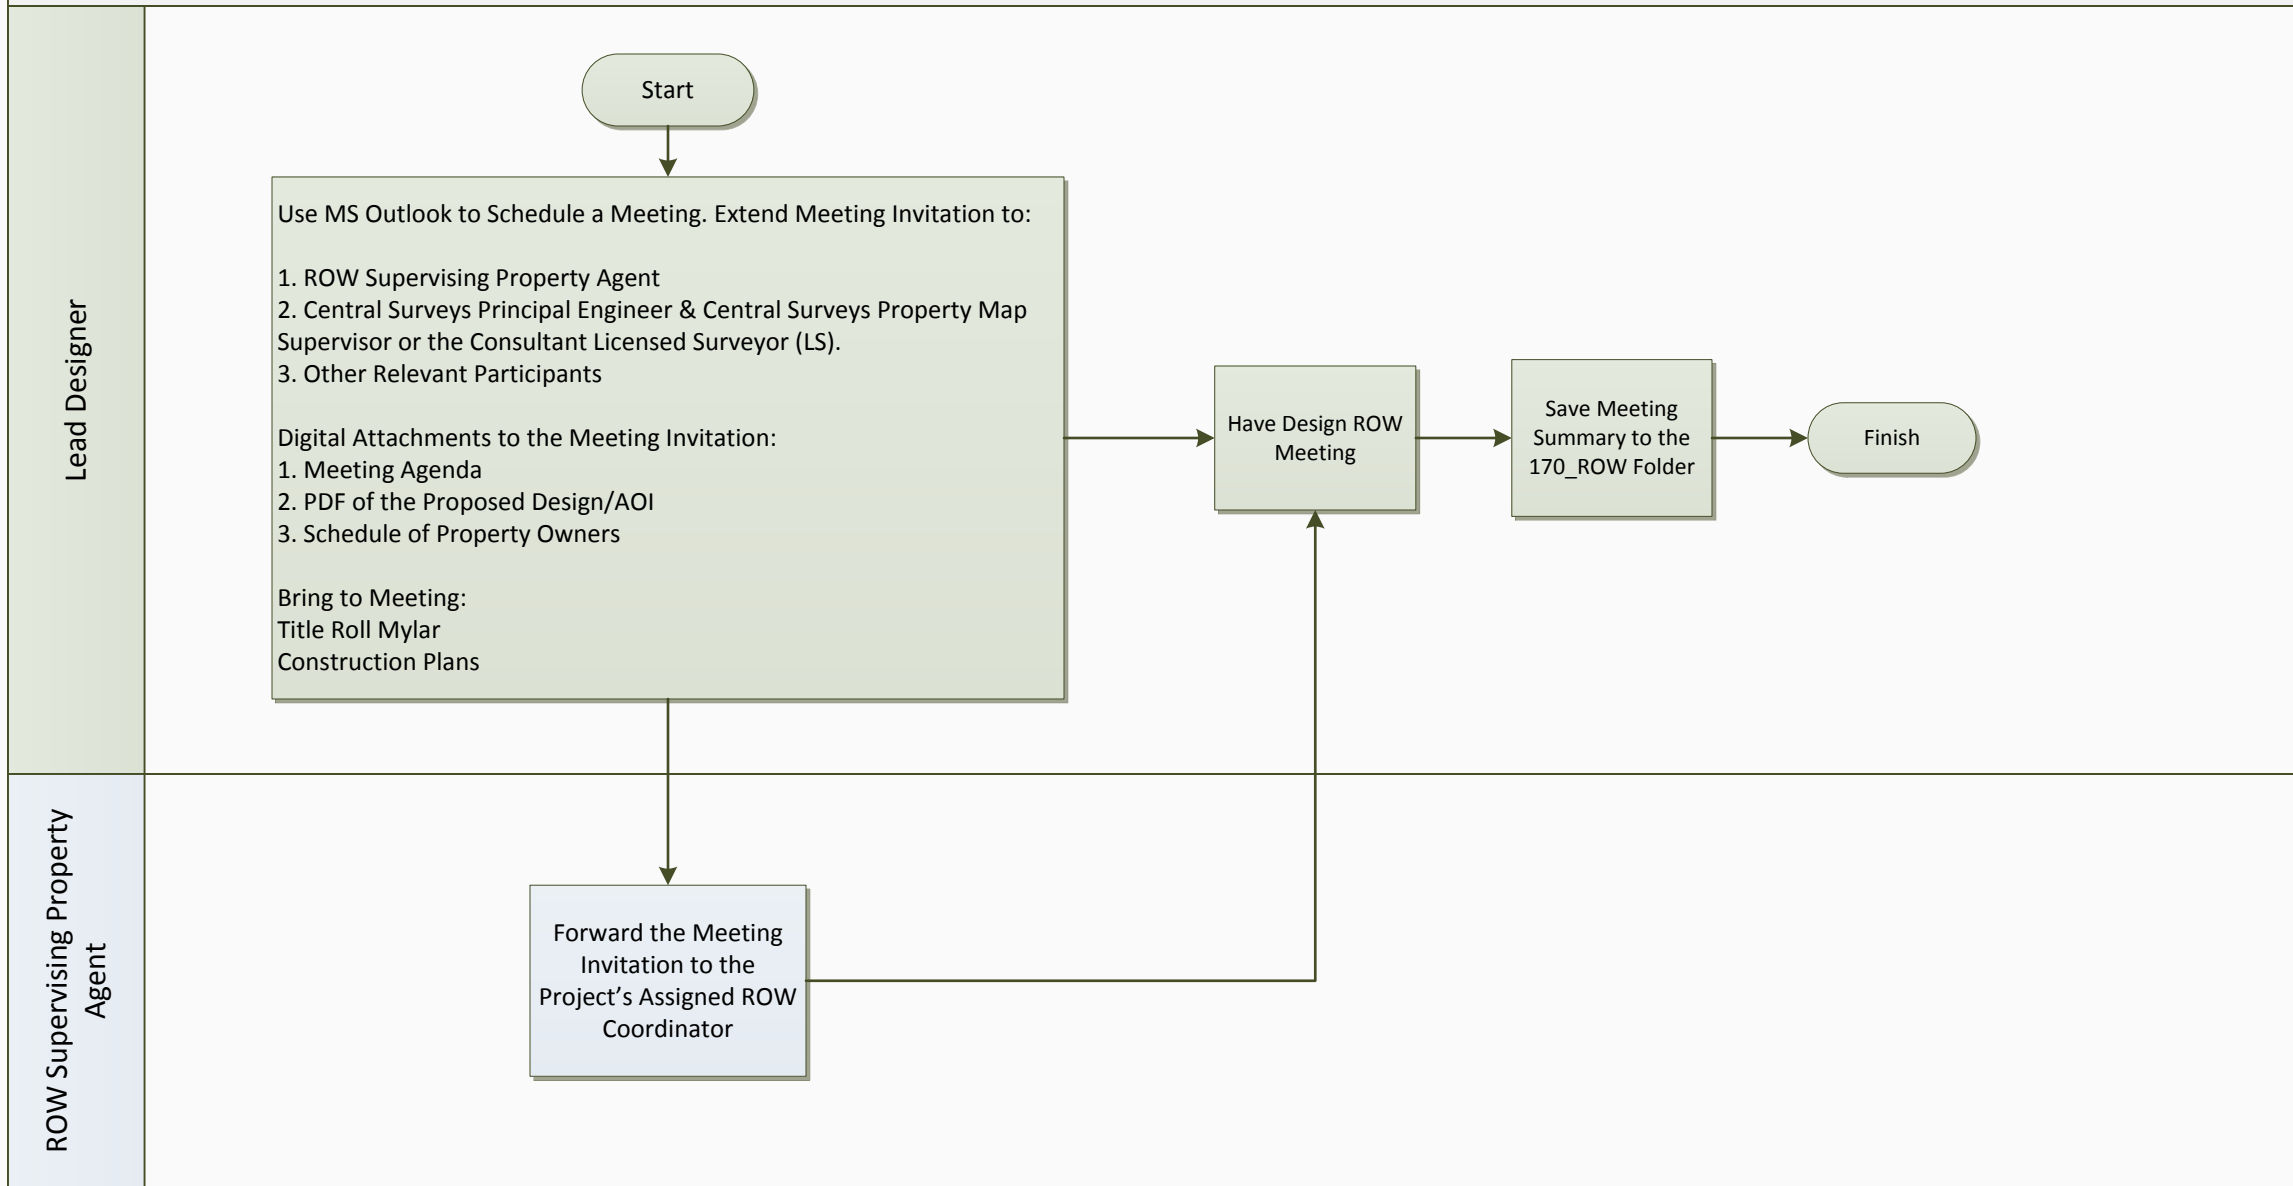 Lead Designer
Start
Use MS Outlook to Schedule a Meeting. Extend Meeting Invitation to:
1. ROW Supervising Property Agent
2. Central Surveys Principal Engineer & Central Surveys Property Map
Supervisor or the Consultant Licensed Surveyor (LS).
3. Other Relevant Participants
Digital Attachments to the Meeting Invitation:
1. Meeting Agenda
2. PDF of the Proposed Design/AOI
3. Schedule of Property Owners
Bring to Meeting:
Title Roll Mylar
Construction Plans
Have Design ROW
Meeting
Save Meeting
Summary to the
170_ROW Folder
Finish
ROW Supervising Property
Agent
Forward the Meeting
Invitation to the
Project’s Assigned ROW
Coordinator